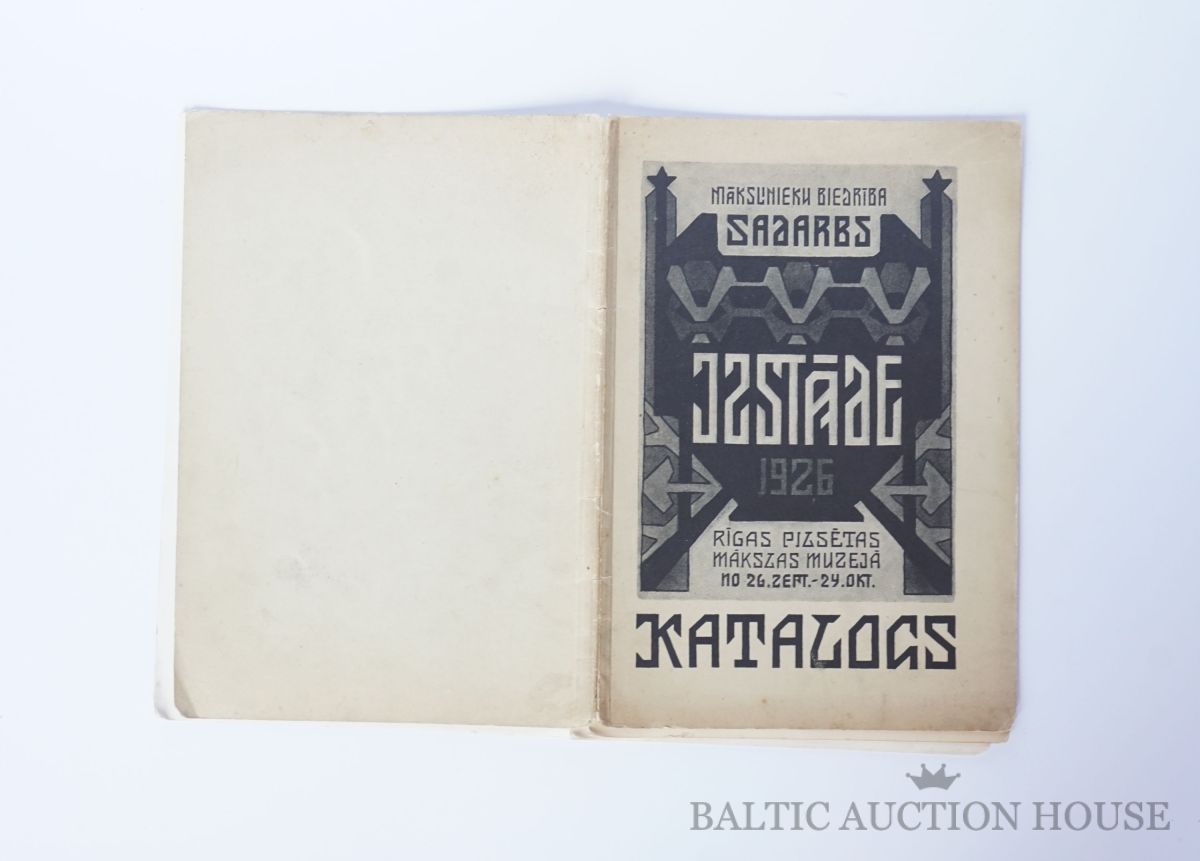 MĀKSLINIEKU BIEDRĪBA
SADARBS
IZSTĀDE
1926
RĪGAS PILSĒTAS
MĀKSLAS MUZEJĀ
NO 26. SEPT.-24. OKT.
KATALOGS
BALTIC AUCTION HOUSE